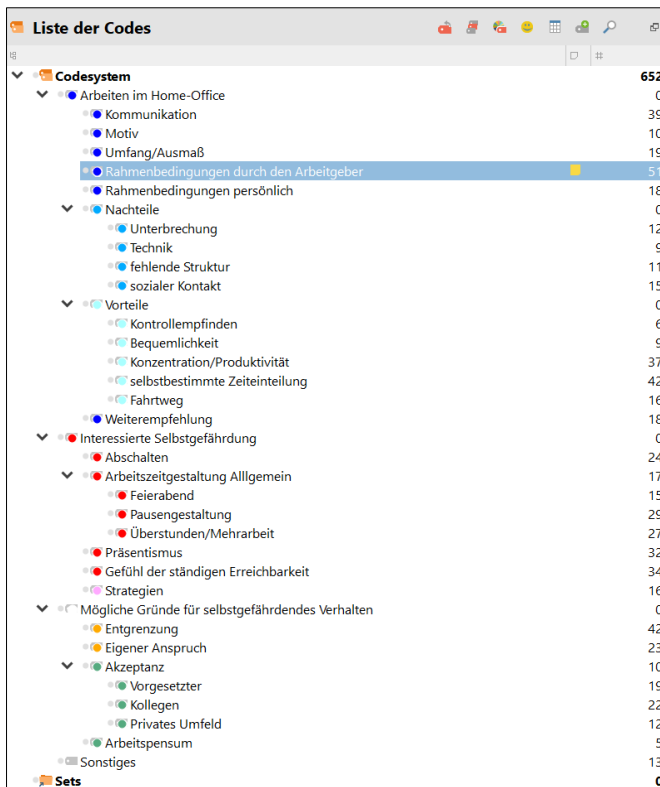 Liste der Codes
#
Codesystem 652
Arbeiten im Home-Office 0
Kommunikation 39
Motiv 10
Umfang/Ausmaß 19
Rahmenbedingungen durch den Arbeitgeber 51
Rahmenbedingungen persönlich 18
Nachteile 0
Unterbrechung 12
Technik 9
fehlende Struktur 11
sozialer Kontakt 15
Vorteile 0
Kontrollempfinden 6
Bequemlichkeit 9
Konzentration/Produktivität 37
selbstbestimmte Zeiteinteilung 42
Fahrtweg 16
Weiterempfehlung 18
Interessierte Selbstgefährdung 0
Abschalten 24
Arbeitszeitgestaltung Alllgemein 17
Feierabend 15
Pausengestaltung 29
Überstunden/Mehrarbeit 27
Präsentismus 32
Gefühl der ständigen Erreichbarkeit 34
Strategien 16
Mögliche Gründe für selbstgefährdendes Verhalten 0
Entgrenzung 42
Eigener Anspruch 23
Akzeptanz 10
Vorgesetzter 19
Kollegen 22
Privates Umfeld 12
Arbeitspensum 5
Sonstiges 13
Sets 0